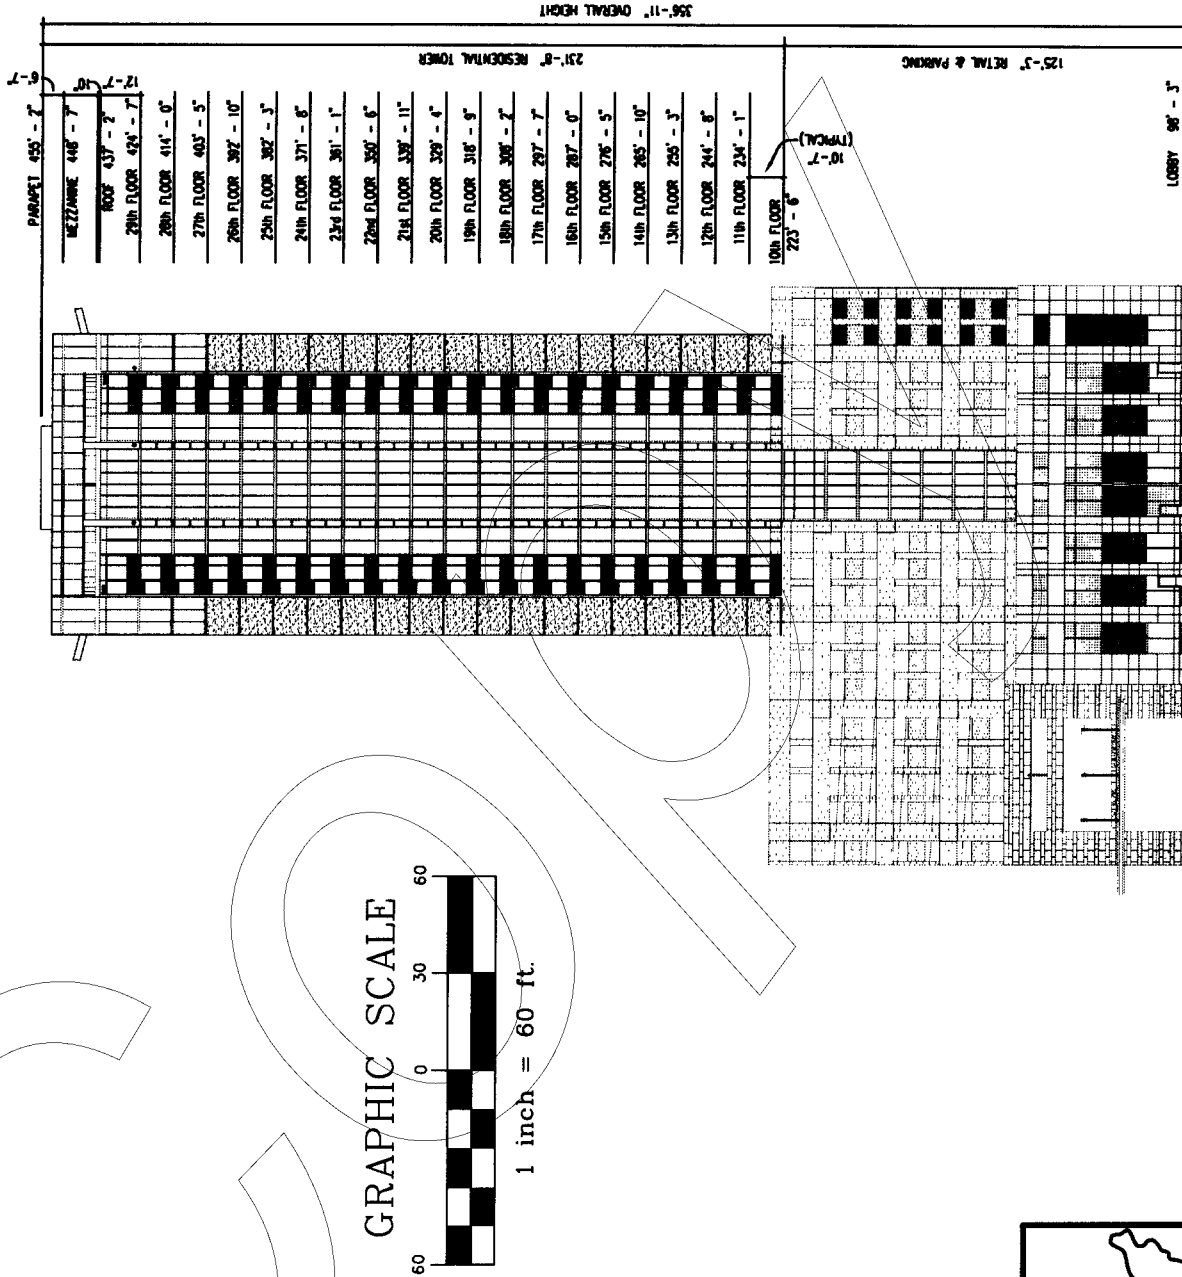 356'-11" OVERALL HEIGHT
231'-8" RESIDENTIAL TOWER
125'-3" RETAIL & PARKING
6'-7"
10"
12'-7"
PARAPET 455' - 2"
MEZZANINE 448' - 7"
ROOF 437' - 2"
29th FLOOR 424' - 7"
28th FLOOR 414' - 0"
27th FLOOR 403' - 5"
26th FLOOR 392' - 10"
25th FLOOR 382' - 3"
24th FLOOR 371' - 8"
23rd FLOOR 361' - 1"
22nd FLOOR 350' - 6"
21st FLOOR 339' - 11"
20th FLOOR 329' - 4"
19th FLOOR 318' - 9"
18th FLOOR 308' - 2"
17th FLOOR 297' - 7"
16th FLOOR 287' - 0"
15th FLOOR 276' - 5"
14th FLOOR 265' - 10"
13th FLOOR 255' - 3"
12th FLOOR 244' - 8"
11th FLOOR 234' - 1"
10th FLOOR
223' - 6"
10'-7"
(TYPICAL)
LOBBY 98' - 3"
GRAPHIC SCALE
60 0 30 60
1 inch = 60 ft.